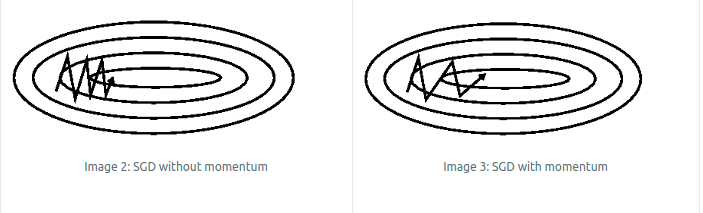 Image 2: SGD without momentum
Image 3: SGD with momentum